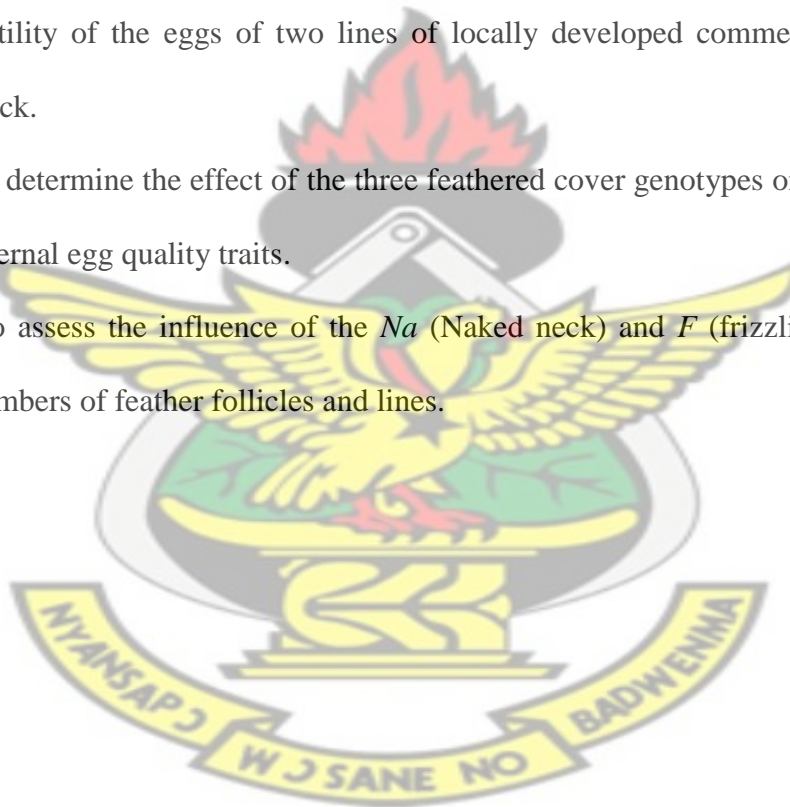 tility of the eggs of two lines of locally developed comme
ck.
determine the effect of the three feathered cover genotypes o
ternal egg quality traits.
o assess the influence of the Na (Naked neck) and F (frizzli
mbers of feather follicles and lines.
NYANSAPƆ WƆSANE NO BADWENMA